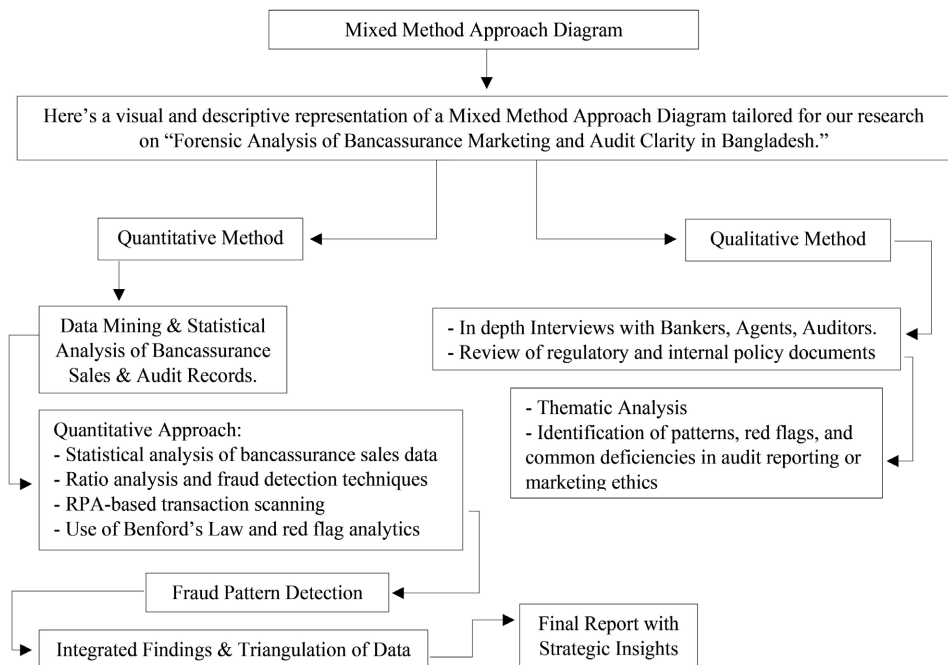 Mixed Method Approach Diagram
Here’s a visual and descriptive representation of a Mixed Method Approach Diagram tailored for our research
on “Forensic Analysis of Bancassurance Marketing and Audit Clarity in Bangladesh.”
Quantitative Method
Qualitative Method
Data Mining & Statistical
Analysis of Bancassurance
Sales & Audit Records.
- In depth Interviews with Bankers, Agents, Auditors.
- Review of regulatory and internal policy documents
Quantitative Approach:
- Statistical analysis of bancassurance sales data
- Ratio analysis and fraud detection techniques
- RPA-based transaction scanning
- Use of Benford’s Law and red flag analytics
- Thematic Analysis
- Identification of patterns, red flags, and
common deficiencies in audit reporting or
marketing ethics
Fraud Pattern Detection
Integrated Findings & Triangulation of Data
Final Report with
Strategic Insights